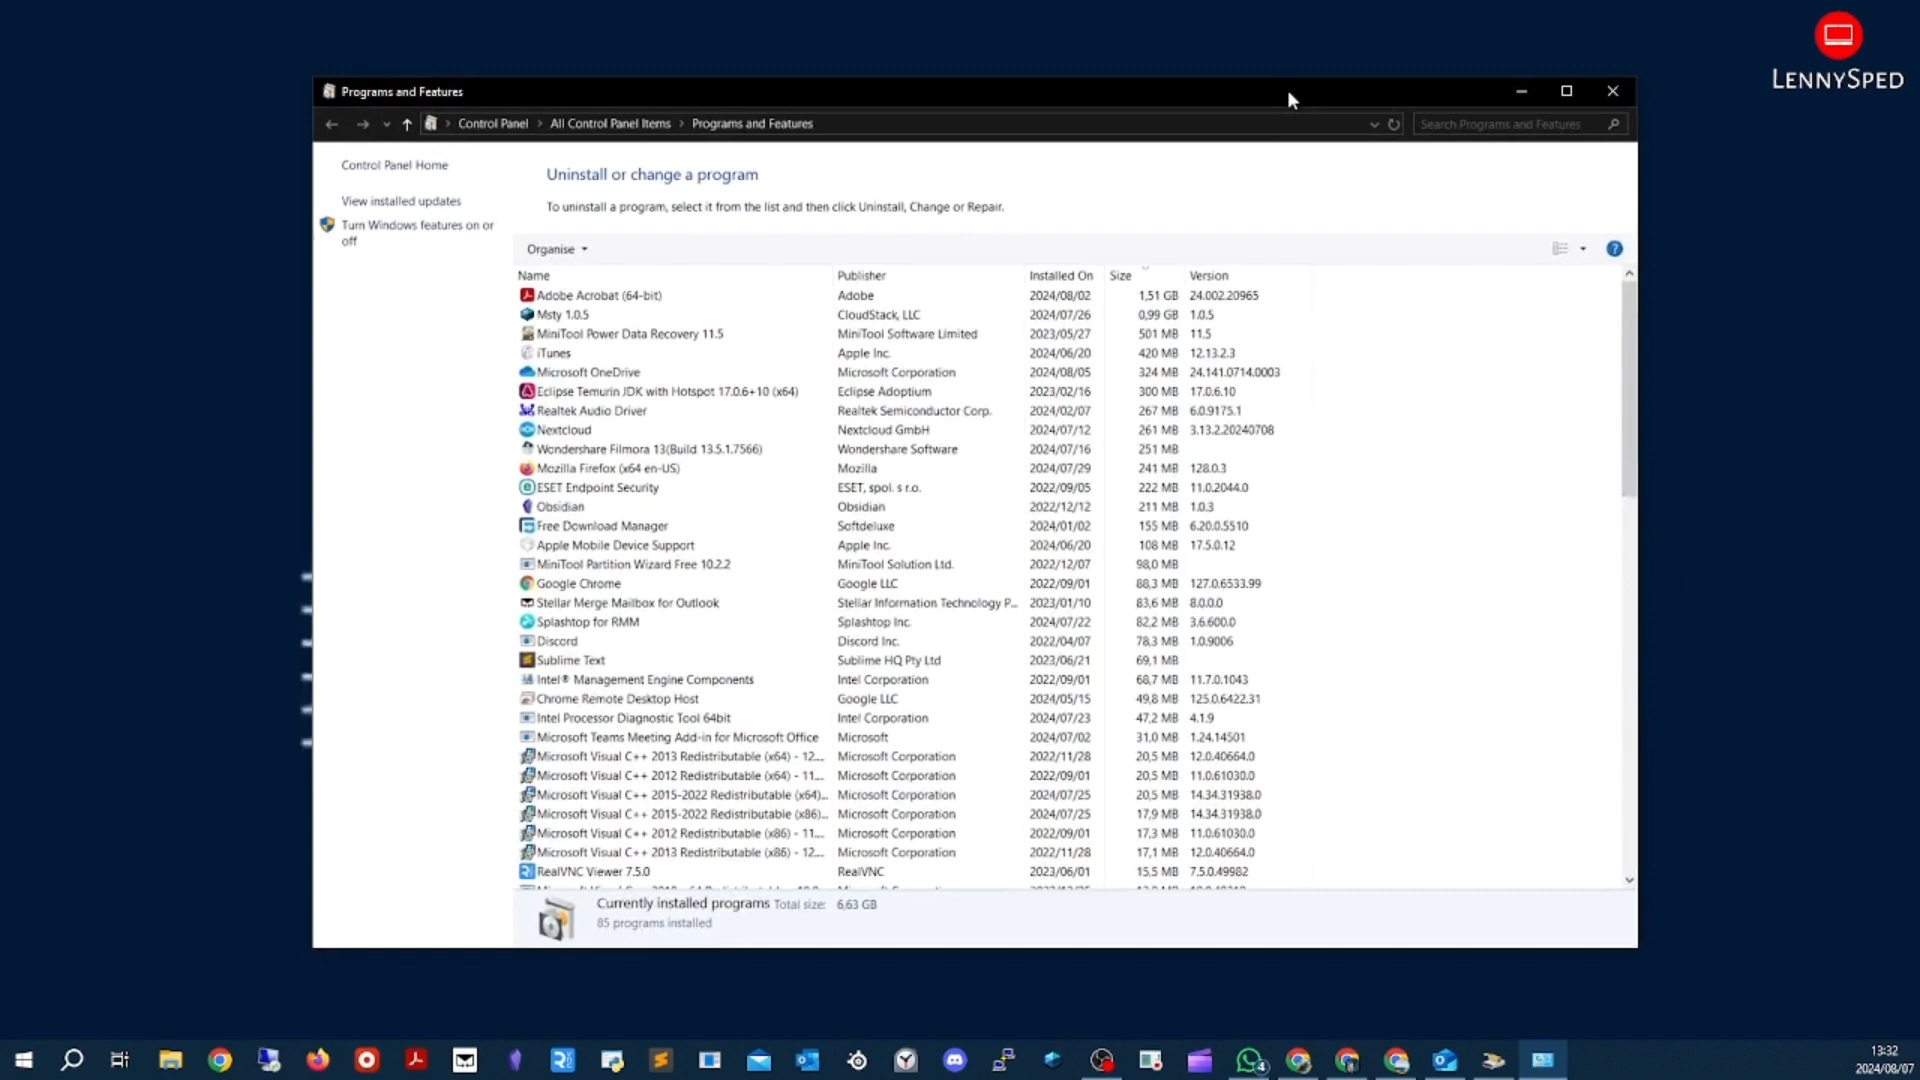 LENNYSPED
Programs and Features
Control Panel > All Control Panel Items > Programs and Features
Search Programs and Features
Control Panel Home
View installed updates
Turn Windows features on or
off
Uninstall or change a program
To uninstall a program, select it from the list and then click Uninstall, Change or Repair.
Organise
Name Publisher Installed On Size Version
Adobe Acrobat (64-bit) Adobe 2024/08/02 1,51 GB 24.002.20965
Msty 1.0.5 CloudStack, LLC 2024/07/26 0,99 GB 1.0.5
MiniTool Power Data Recovery 11.5 MiniTool Software Limited 2023/05/27 501 MB 11.5
iTunes Apple Inc. 2024/06/20 420 MB 12.13.2.3
Microsoft OneDrive Microsoft Corporation 2024/08/05 324 MB 24.141.0714.0003
Eclipse Temurin JDK with Hotspot 17.0.6+10 (x64) Eclipse Adoptium 2023/02/16 300 MB 17.0.6.10
Realtek Audio Driver Realtek Semiconductor Corp. 2024/02/07 267 MB 6.0.9175.1
Nextcloud Nextcloud GmbH 2024/07/12 261 MB 3.13.2.20240708
Wondershare Filmora 13(Build 13.5.1.7566) Wondershare Software 2024/07/16 251 MB
Mozilla Firefox (x64 en-US) Mozilla 2024/07/29 241 MB 128.0.3
ESET Endpoint Security ESET, spol. s r.o. 2022/09/05 222 MB 11.0.2044.0
Obsidian Obsidian 2022/12/12 211 MB 1.0.3
Free Download Manager Softdeluxe 2024/01/02 155 MB 6.20.0.5510
Apple Mobile Device Support Apple Inc. 2024/06/20 108 MB 17.5.0.12
MiniTool Partition Wizard Free 10.2.2 MiniTool Solution Ltd. 2022/12/07 98,0 MB
Google Chrome Google LLC 2022/09/01 88,3 MB 127.0.6533.99
Stellar Merge Mailbox for Outlook Stellar Information Technology P... 2023/01/10 83,6 MB 8.0.0.0
Splashtop for RMM Splashtop Inc. 2024/07/22 82,2 MB 3.6.600.0
Discord Discord Inc. 2022/04/07 78,3 MB 1.0.9006
Sublime Text Sublime HQ Pty Ltd 2023/06/21 69,1 MB
Intel® Management Engine Components Intel Corporation 2022/09/01 68,7 MB 11.7.0.1043
Chrome Remote Desktop Host Google LLC 2024/05/15 49,8 MB 125.0.6422.31
Intel Processor Diagnostic Tool 64bit Intel Corporation 2024/07/23 47,2 MB 4.1.9
Microsoft Teams Meeting Add-in for Microsoft Office Microsoft 2024/07/02 31,0 MB 1.24.14501
Microsoft Visual C++ 2013 Redistributable (x64) - 12.... Microsoft Corporation 2022/11/28 20,5 MB 12.0.40664.0
Microsoft Visual C++ 2012 Redistributable (x64) - 11.... Microsoft Corporation 2022/09/01 20,5 MB 11.0.61030.0
Microsoft Visual C++ 2015-2022 Redistributable (x64)... Microsoft Corporation 2024/07/25 20,5 MB 14.34.31938.0
Microsoft Visual C++ 2015-2022 Redistributable (x86)... Microsoft Corporation 2024/07/25 17,9 MB 14.34.31938.0
Microsoft Visual C++ 2012 Redistributable (x86) - 11.... Microsoft Corporation 2022/09/01 17,3 MB 11.0.61030.0
Microsoft Visual C++ 2013 Redistributable (x86) - 12.... Microsoft Corporation 2022/11/28 17,1 MB 12.0.40664.0
RealVNC Viewer 7.5.0 RealVNC 2023/06/01 15,5 MB 7.5.0.49982
Currently installed programs Total size: 6,63 GB
85 programs installed
4
13:32
2024/08/07